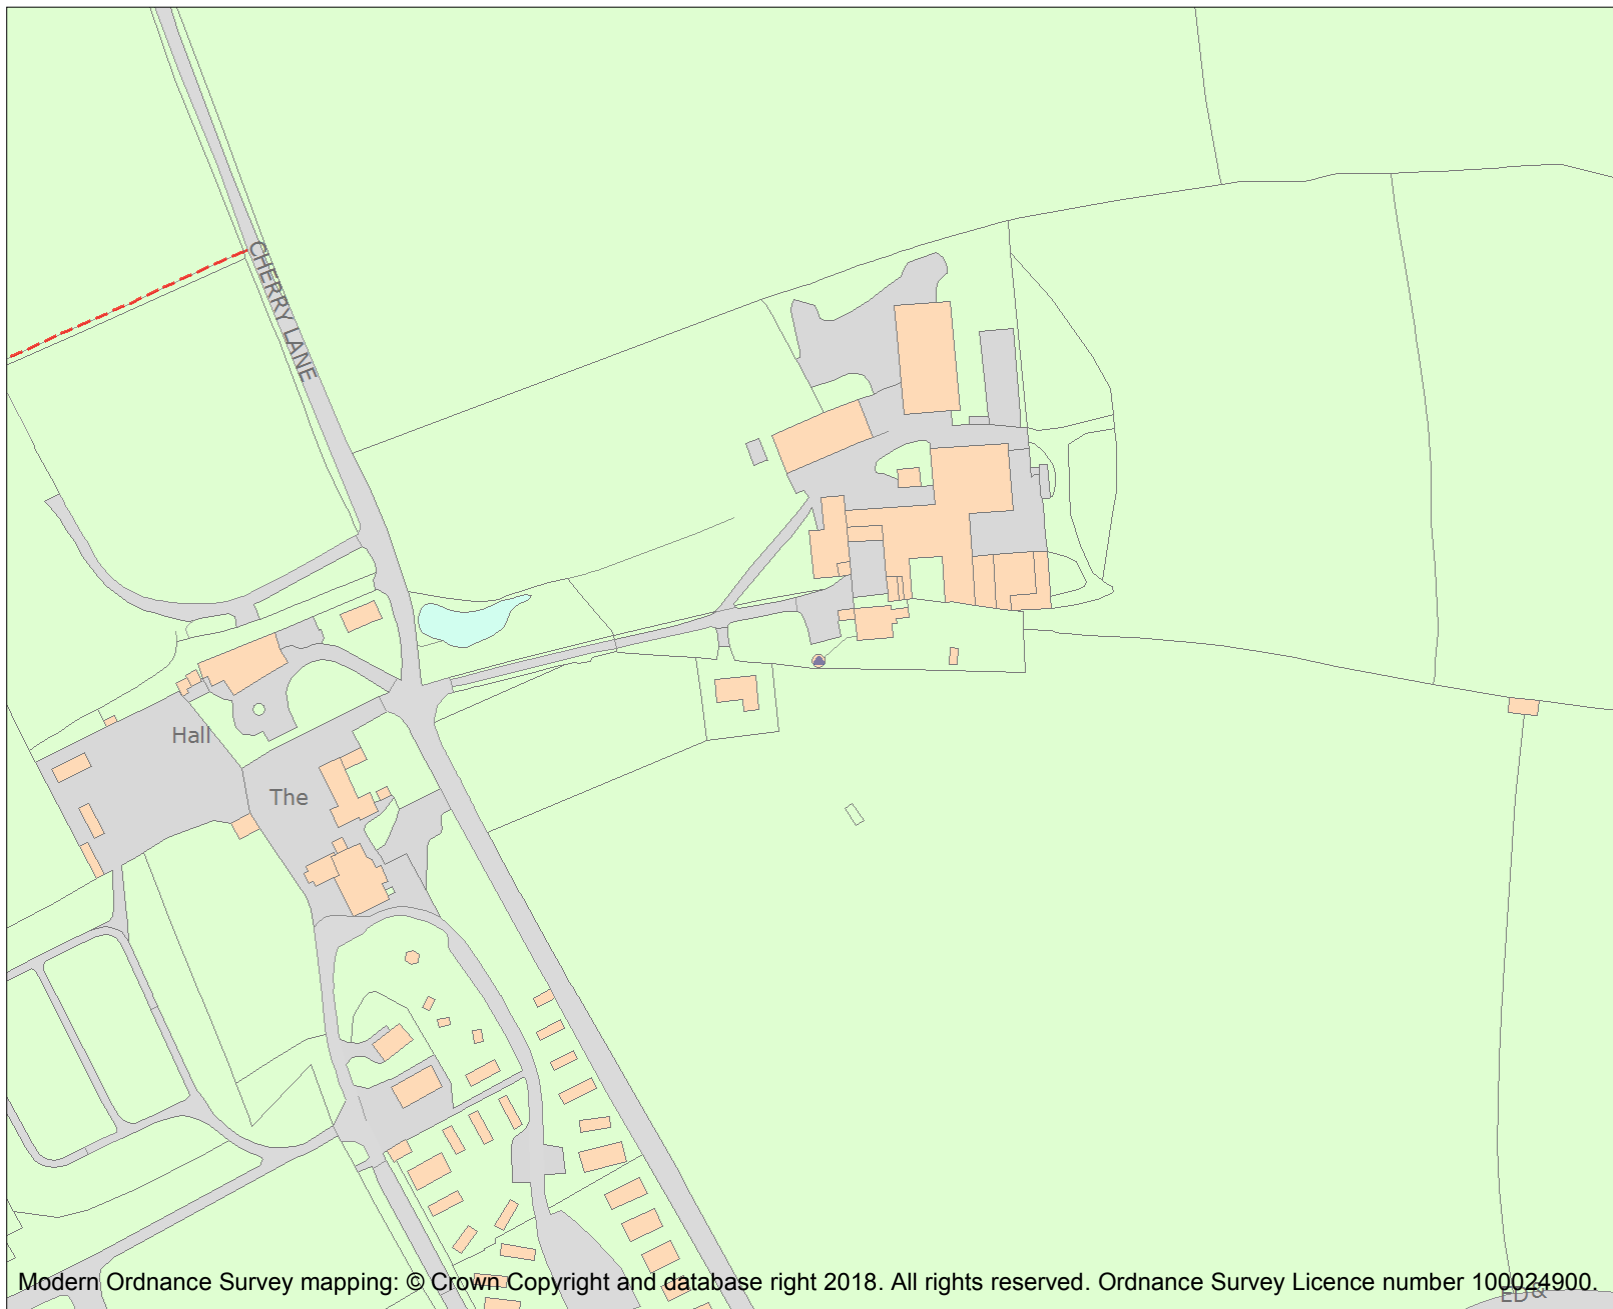 CHERRY LANE
Hall
The
Modern Ordnance Survey mapping: © Crown Copyright and database right 2018. All rights reserved. Ordnance Survey Licence number 100024900.
ED &